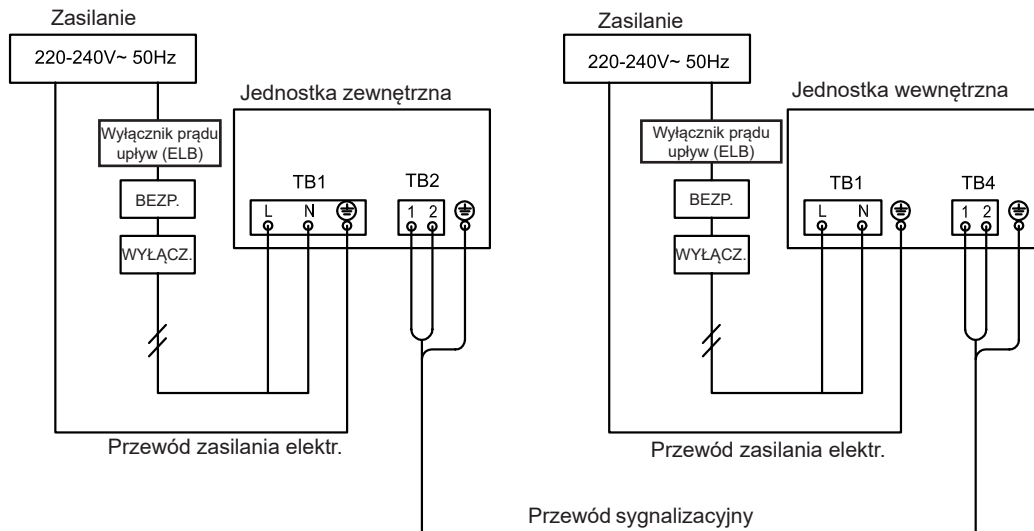 Zasilanie
220-240V~ 50Hz
Jednostka zewnętrzna
Wyłącznik prądu
upływ (ELB)
BEZP.
WYŁĄCZ.
TB1
L N
TB2
1 2
Przewód zasilania elektr.
Zasilanie
220-240V~ 50Hz
Jednostka wewnętrzna
Wyłącznik prądu
upływ (ELB)
BEZP.
WYŁĄCZ.
TB1
L N
TB4
1 2
Przewód zasilania elektr.
Przewód sygnalizacyjny